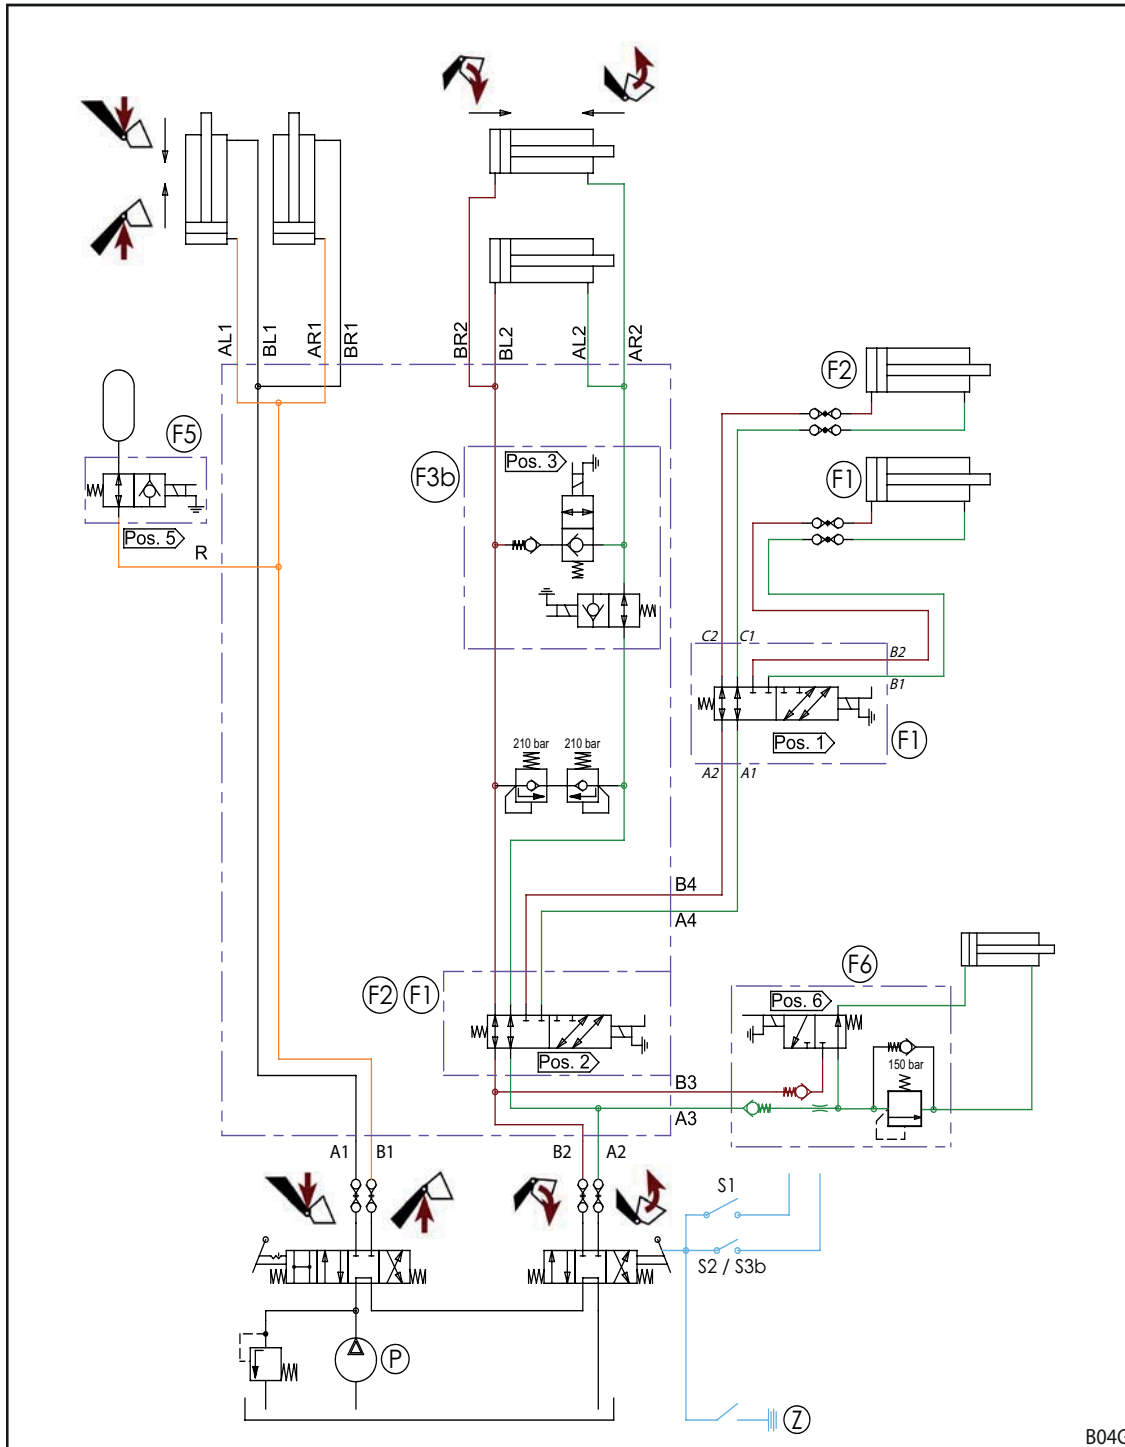 AL1
BL1
AR1
BR1
BR2
BL2
AL2
AR2
F2
F5
F3b
Pos. 3
F1
Pos. 5
R
C2
C1
B2
B1
Pos. 1
F1
A2
A1
210 bar
210 bar
B4
A4
F6
F2
F1
Pos. 6
Pos. 2
150 bar
B3
A3
A1
B1
B2
A2
S1
S2 / S3b
P
Z